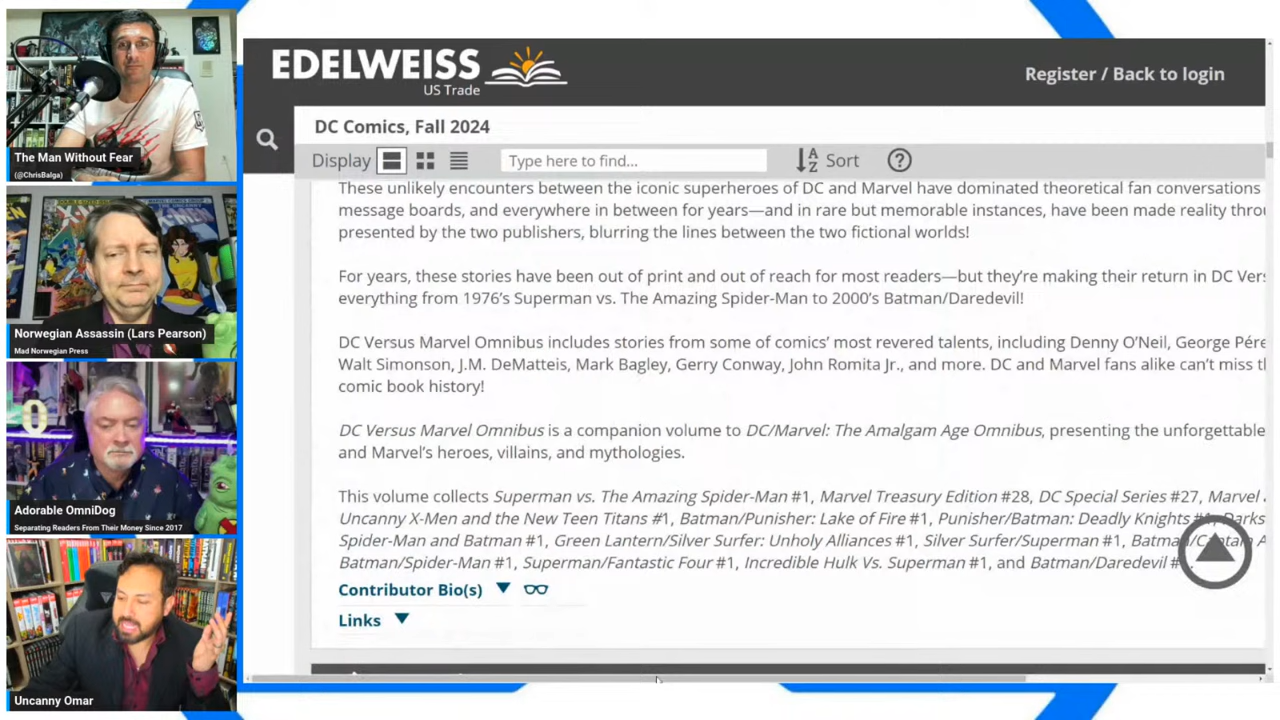 The Man Without Fear
(@ChrisBalga)
Norwegian Assassin (Lars Pearson)
Mad Norwegian Press
Adorable OmniDog
Separating Readers From Their Money Since 2017
Uncanny Omar
EDELWEISS
US Trade
Register / Back to login
DC Comics, Fall 2024
Display
Type here to find...
A
Z
Sort
?
These unlikely encounters between the iconic superheroes of DC and Marvel have dominated theoretical fan conversations
message boards, and everywhere in between for years—and in rare but memorable instances, have been made reality throu
presented by the two publishers, blurring the lines between the two fictional worlds!
For years, these stories have been out of print and out of reach for most readers—but they're making their return in DC Vers
everything from 1976's Superman vs. The Amazing Spider-Man to 2000's Batman/Daredevil!
DC Versus Marvel Omnibus includes stories from some of comics' most revered talents, including Denny O'Neil, George Pére
Walt Simonson, J.M. DeMatteis, Mark Bagley, Gerry Conway, John Romita Jr., and more. DC and Marvel fans alike can't miss t
comic book history!
DC Versus Marvel Omnibus is a companion volume to DC/Marvel: The Amalgam Age Omnibus, presenting the unforgettable
and Marvel's heroes, villains, and mythologies.
This volume collects Superman vs. The Amazing Spider-Man #1, Marvel Treasury Edition #28, DC Special Series #27, Marvel
Uncanny X-Men and the New Teen Titans #1, Batman/Punisher: Lake of Fire #1, Punisher/Batman: Deadly Knights #1,
Spider-Man and Batman #1, Green Lantern/Silver Surfer: Unholy Alliances #1, Silver Surfer/Superman #1,
Batman/Spider-Man #1, Superman/Fantastic Four #1, Incredible Hulk Vs. Superman #1, and Batman/Daredevil
Contributor Bio(s)
Links